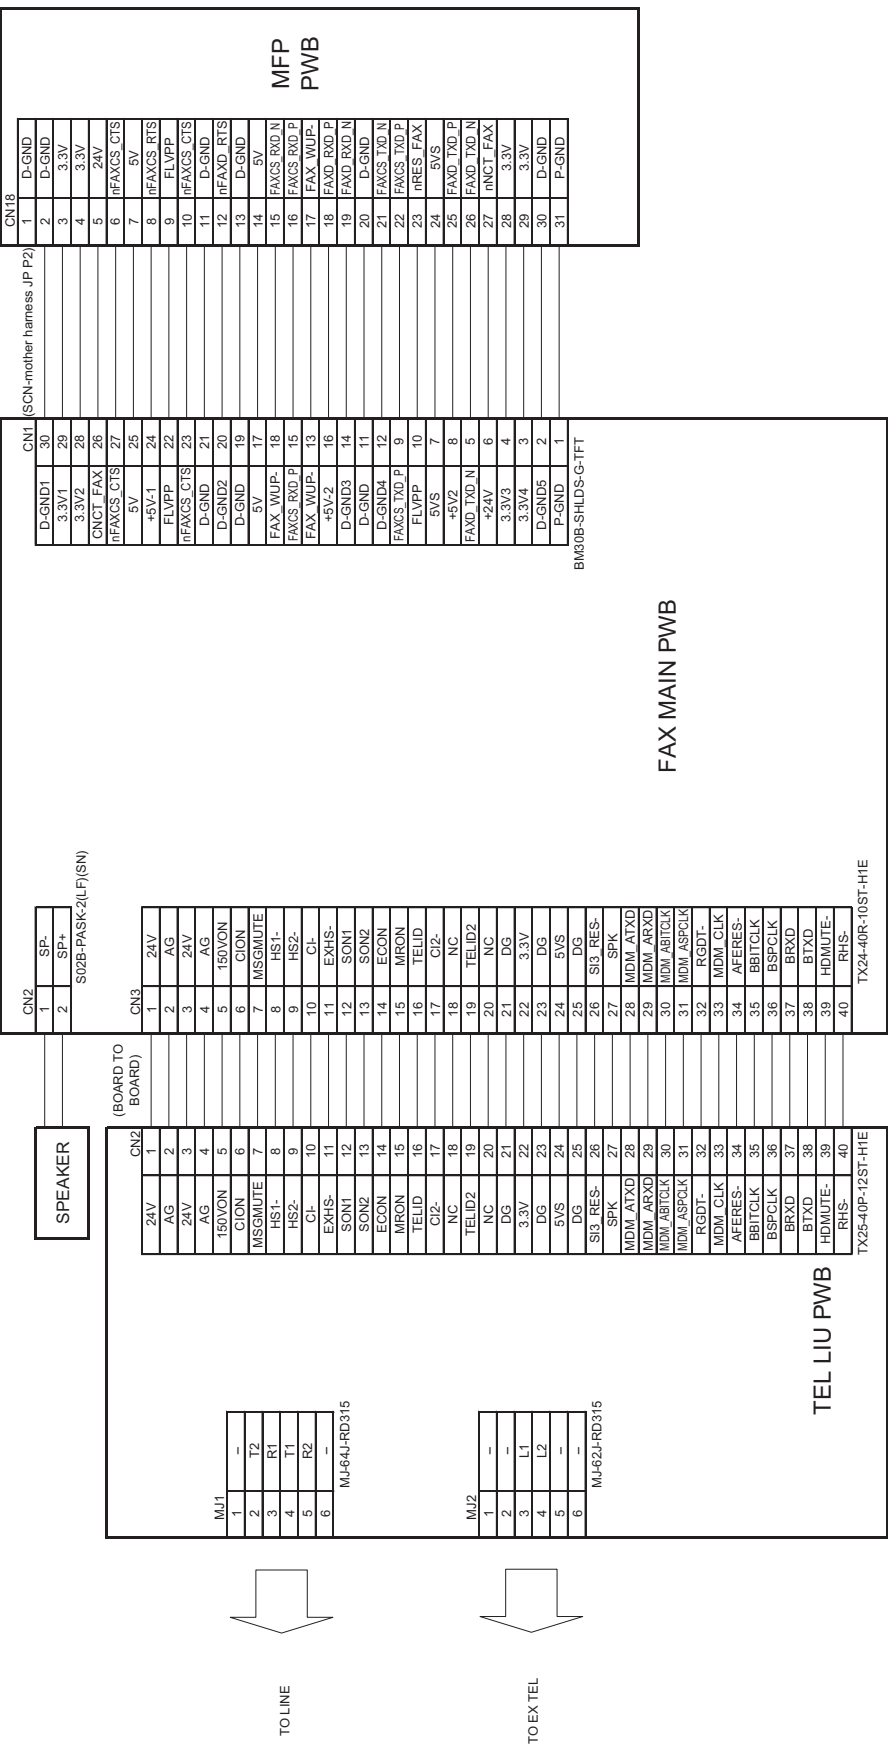 MFP
PWB
CN18
1 D-GND
2 D-GND
3 3.3V
4 3.3V
5 24V
6 nFAXCS_CTS
7 5V
8 nFAXCS_RTS
9 FLVPP
10 nFAXCS_CTS
11 D-GND
12 nFAXD_RTS
13 D-GND
14 5V
15 FAXCS_RXD_N
16 FAXCS_RXD_P
17 FAX_WUP-
18 FAXD_RXD_P
19 FAXD_RXD_N
20 D-GND
21 FAXCS_TXD_N
22 FAXCS_TXD_P
23 nRES_FAX
24 5VS
25 FAXD_TXD_P
26 FAXD_TXD_N
27 nNCT_FAX
28 3.3V
29 3.3V
30 D-GND
31 P-GND
(SCN-mother harness JP P2)
CN1
D-GND1 30
3.3V1 29
3.3V2 28
CNCT_FAX 26
nFAXCS_CTS 27
5V 25
+5V-1 24
FLVPP 22
nFAXCS_CTS 23
D-GND 21
D-GND2 20
D-GND 19
5V 17
FAX_WUP- 18
FAXCS_RXD_P 15
FAX_WUP- 13
+5V-2 16
D-GND3 14
D-GND 11
D-GND4 12
FAXCS_TXD_P 9
FLVPP 10
5VS 7
+5V2 8
FAXD_TXD_N 5
+24V 6
3.3V3 4
3.3V4 3
D-GND5 2
P-GND 1
BM30B-SHLDS-G-TFT
FAX MAIN PWB
CN2
1 SP-
2 SP+
S02B-PASK-2(LF)(SN)
CN3
1 24V
2 AG
3 24V
4 AG
5 150VON
6 CION
7 MSGMUTE
8 HS1-
9 HS2-
10 CI-
11 EXHS-
12 SON1
13 SON2
14 ECON
15 MRON
16 TELID
17 CI2-
18 NC
19 TELID2
20 NC
21 DG
22 3.3V
23 DG
24 5VS
25 DG
26 SI3_RES-
27 SPK
28 MDM_ATXD
29 MDM_ARXD
30 MDM_ABITCLK
31 MDM_ASPCLK
32 RGDT-
33 MDM_CLK
34 AFERES-
35 BBITCLK
36 BSPCLK
37 BRXD
38 BTXD
39 HDMUTE-
40 RHS-
TX24-40R-10ST-H1E
(BOARD TO
BOARD)
SPEAKER
CN2
24V 1
AG 2
24V 3
AG 4
150VON 5
CION 6
MSGMUTE 7
HS1- 8
HS2- 9
CI- 10
EXHS- 11
SON1 12
SON2 13
ECON 14
MRON 15
TELID 16
CI2- 17
NC 18
TELID2 19
NC 20
DG 21
3.3V 22
DG 23
5VS 24
DG 25
SI3_RES- 26
SPK 27
MDM_ATXD 28
MDM_ARXD 29
MDM_ABITCLK 30
MDM_ASPCLK 31
RGDT- 32
MDM_CLK 33
AFERES- 34
BBITCLK 35
BSPCLK 36
BRXD 37
BTXD 38
HDMUTE- 39
RHS- 40
TX25-40P-12ST-H1E
TEL LIU PWB
MJ1
1 –
2 T2
3 R1
4 T1
5 R2
6 –
MJ-64J-RD315
MJ2
1 –
2 –
3 L1
4 L2
5 –
6 –
MJ-62J-RD315
TO LINE
TO EX TEL